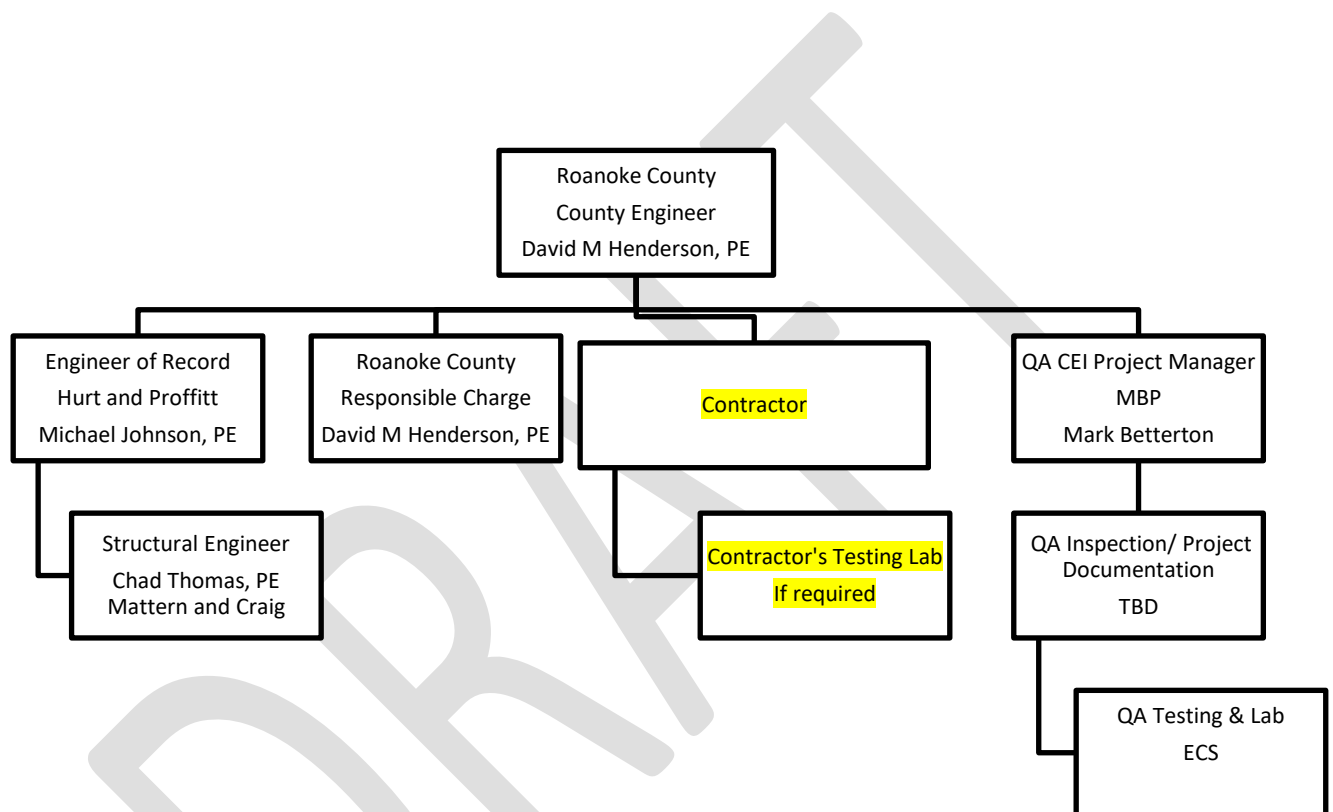 DRAFT
Roanoke County
County Engineer
David M Henderson, PE
Engineer of Record
Hurt and Proffitt
Michael Johnson, PE
Roanoke County
Responsible Charge
David M Henderson, PE
Contractor
QA CEI Project Manager
MBP
Mark Betterton
Structural Engineer
Chad Thomas, PE
Mattern and Craig
Contractor's Testing Lab
If required
QA Inspection/ Project
Documentation
TBD
QA Testing & Lab
ECS